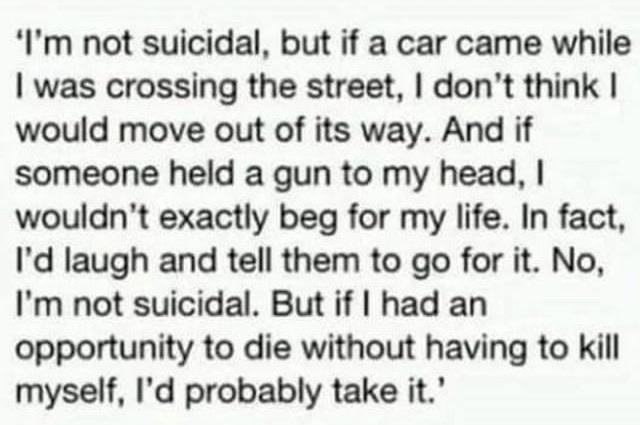 'I'm not suicidal, but if a car came while
I was crossing the street, I don't think I
would move out of its way. And if
someone held a gun to my head, I
wouldn't exactly beg for my life. In fact,
I'd laugh and tell them to go for it. No,
I'm not suicidal. But if I had an
opportunity to die without having to kill
myself, I'd probably take it.'